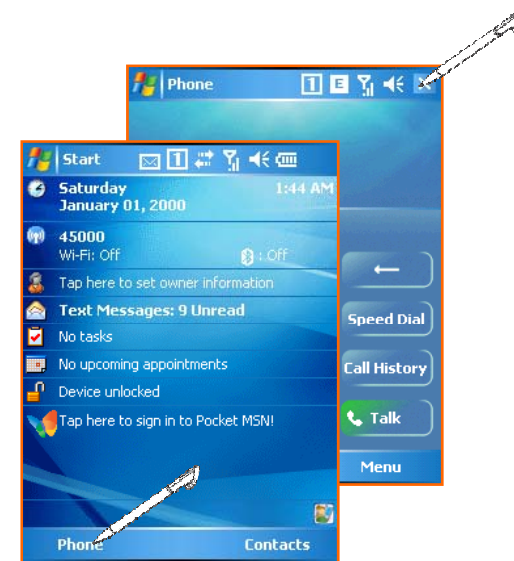 Phone
1 E
Start
1
Saturday
1:44 AM
January 01, 2000
45000
Wi-Fi: Off
: Off
Tap here to set owner information
Text Messages: 9 Unread
No tasks
No upcoming appointments
Device unlocked
Tap here to sign in to Pocket MSN!
Phone
Contacts
Speed Dial
Call History
Talk
Menu